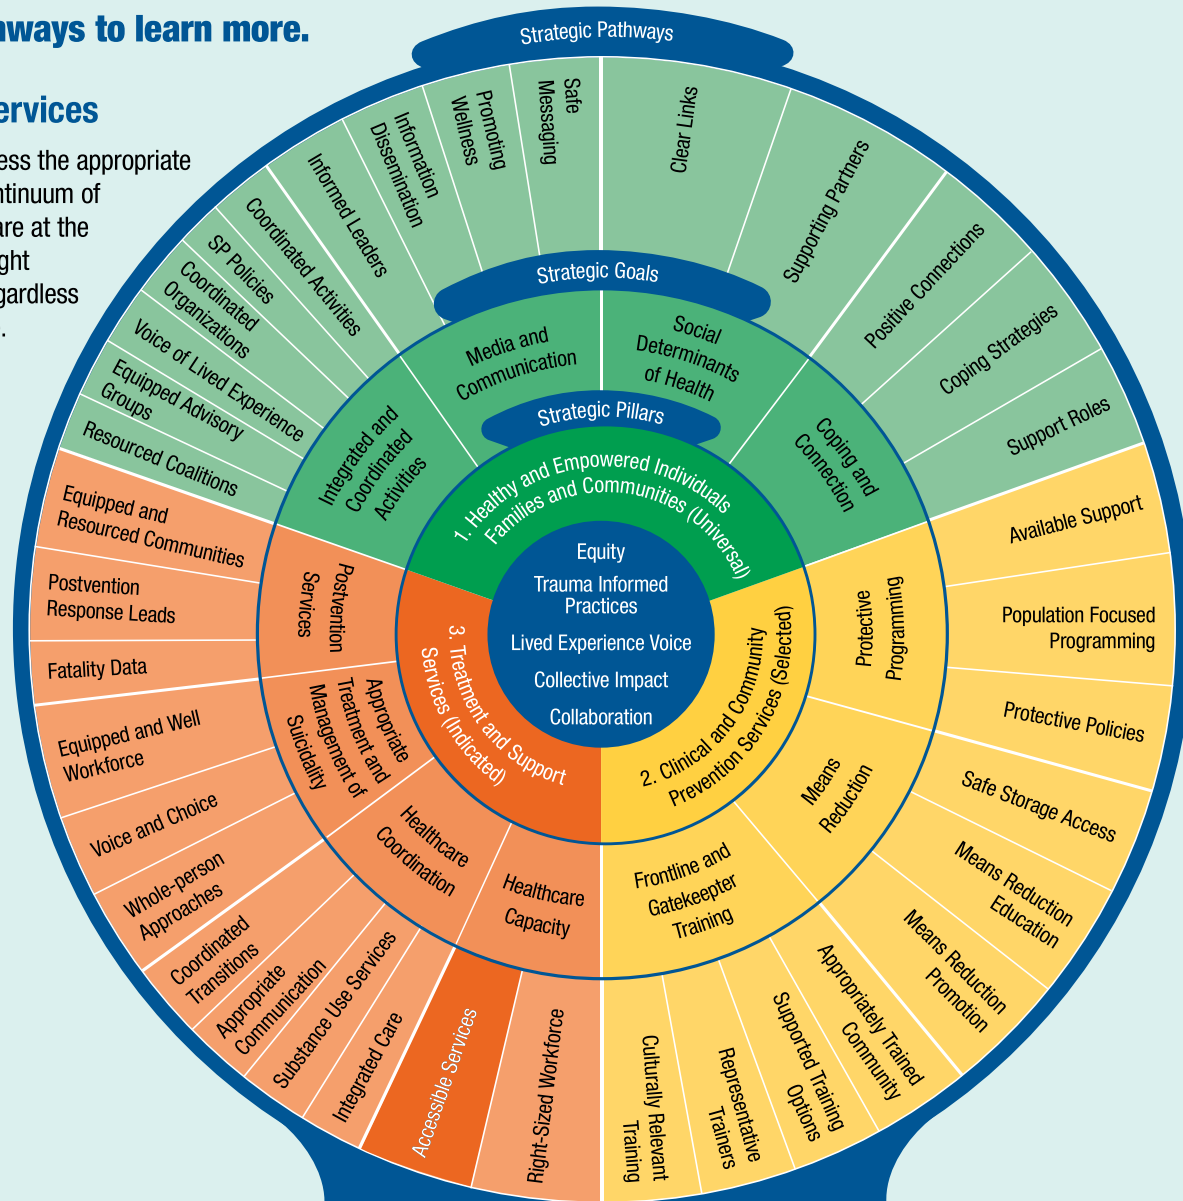 nways to learn more.
ervices
ess the appropriate
ntinuum of
are at the
ght
gardless
.
Strategic Pathways
Safe
Messaging
Promoting
Wellness
Information
Dissemination
Informed Leaders
Coordinated Activities
SP Policies
Coordinated
Organizations
Voice of Lived Experience
Equipped Advisory
Groups
Resourced Coalitions
Clear Links
Supporting Partners
Positive Connections
Coping Strategies
Support Roles
Strategic Goals
Media and
Communication
Social
Determinants
of Health
Integrated and
Coordinated
Activities
Coping and
Connection
Strategic Pillars
1. Healthy and Empowered Individuals
Families and Communities (Universal)
Equity
Trauma Informed
Practices
Lived Experience Voice
Collective Impact
Collaboration
2. Clinical and Community
Prevention Services (Selected)
3. Treatment and Support
Services (Indicated)
Protective
Programming
Means
Reduction
Frontline and
Gatekeeper
Training
Available Support
Population Focused
Programming
Protective Policies
Safe Storage Access
Means Reduction
Education
Means Reduction
Promotion
Appropriately Trained
Community
Supported Training
Options
Representative
Trainers
Culturally Relevant
Training
Postvention
Services
Appropriate
Treatment and
Management of
Suicidality
Healthcare
Coordination
Healthcare
Capacity
Equipped and
Resourced Communities
Postvention
Response Leads
Fatality Data
Equipped and Well
Workforce
Voice and Choice
Whole-person
Approaches
Coordinated
Transitions
Appropriate
Communication
Substance Use Services
Integrated Care
Accessible Services
Right-Sized Workforce